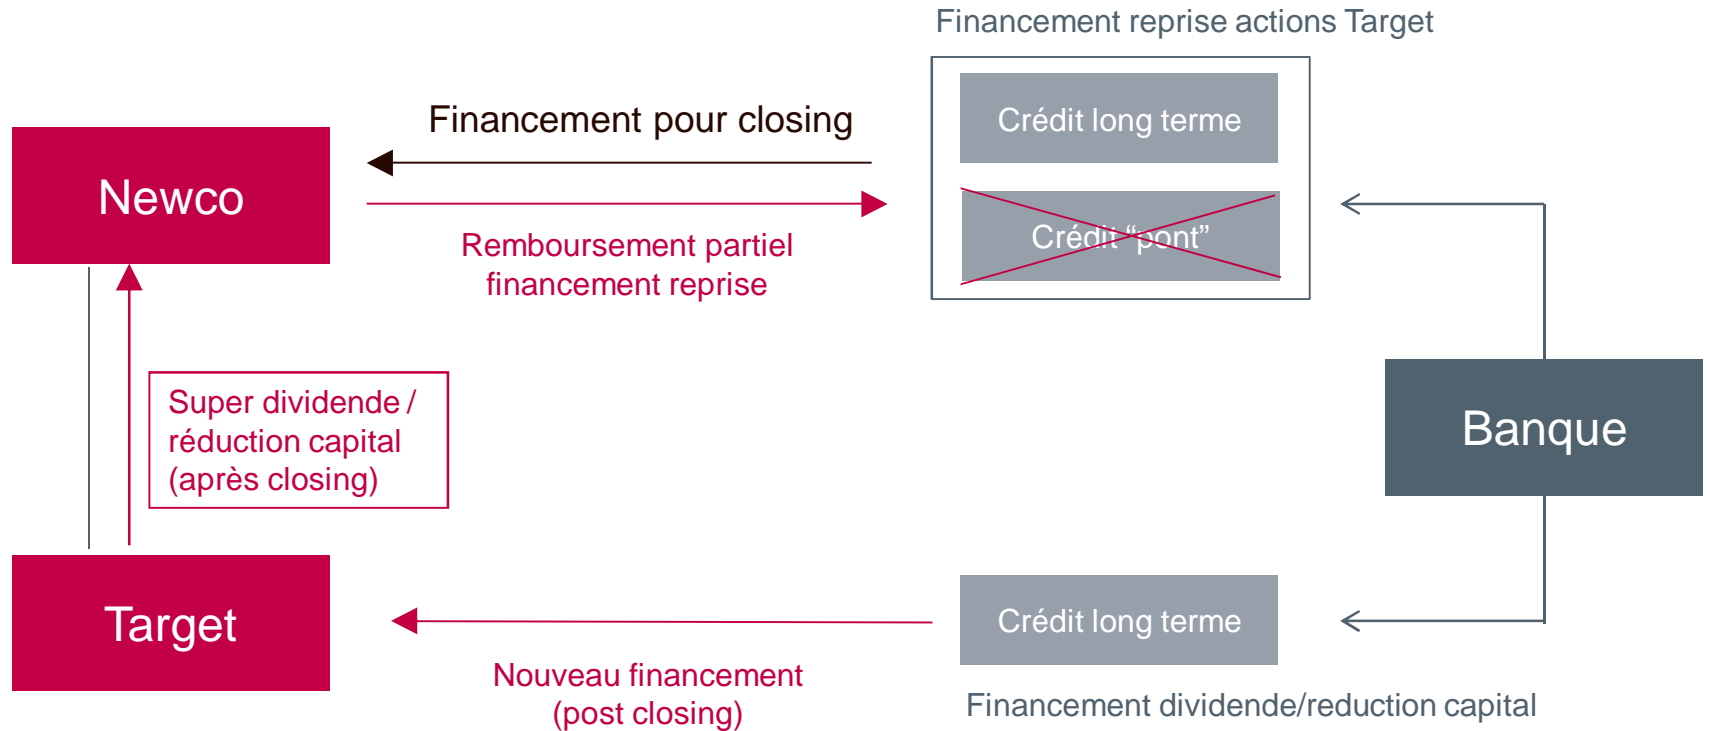 Financement reprise actions Target
Crédit long terme
Financement pour closing
Newco
Crédit “pont”
Remboursement partiel
financement reprise
Super dividende /
réduction capital
(après closing)
Banque
Target
Crédit long terme
Nouveau financement
(post closing)
Financement dividende/reduction capital